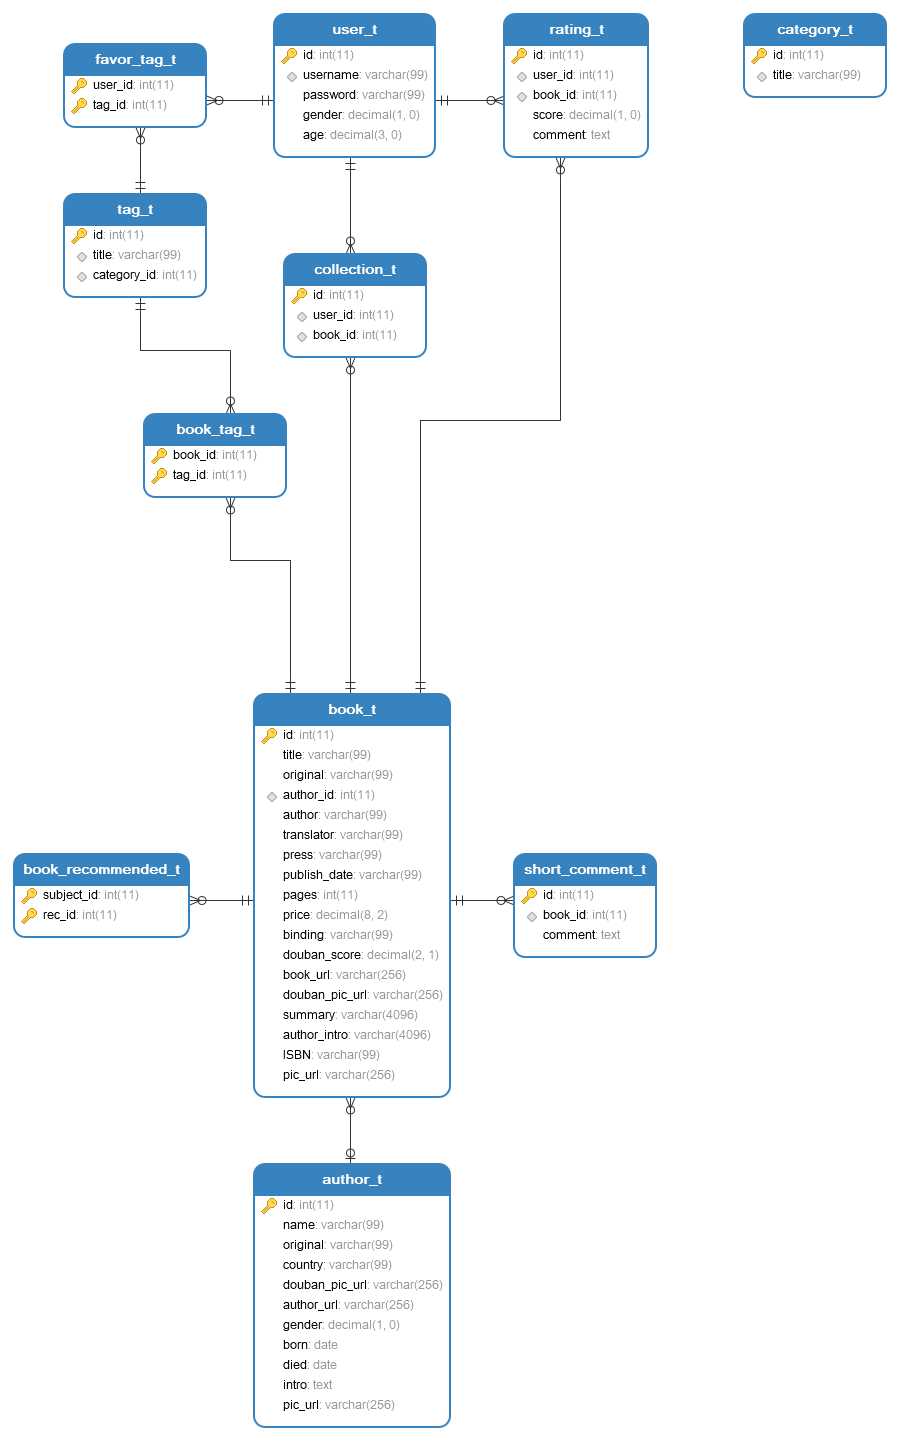 user_t
id: int(11)
username: varchar(99)
password: varchar(99)
gender: decimal(1, 0)
age: decimal(3, 0)
rating_t
id: int(11)
user_id: int(11)
book_id: int(11)
score: decimal(1, 0)
comment: text
category_t
id: int(11)
title: varchar(99)
favor_tag_t
user_id: int(11)
tag_id: int(11)
tag_t
id: int(11)
title: varchar(99)
category_id: int(11)
collection_t
id: int(11)
user_id: int(11)
book_id: int(11)
book_tag_t
book_id: int(11)
tag_id: int(11)
book_t
id: int(11)
title: varchar(99)
original: varchar(99)
author_id: int(11)
author: varchar(99)
translator: varchar(99)
press: varchar(99)
publish_date: varchar(99)
pages: int(11)
price: decimal(8, 2)
binding: varchar(99)
douban_score: decimal(2, 1)
book_url: varchar(256)
douban_pic_url: varchar(256)
summary: varchar(4096)
author_intro: varchar(4096)
ISBN: varchar(99)
pic_url: varchar(256)
book_recommended_t
subject_id: int(11)
rec_id: int(11)
short_comment_t
id: int(11)
book_id: int(11)
comment: text
author_t
id: int(11)
name: varchar(99)
original: varchar(99)
country: varchar(99)
douban_pic_url: varchar(256)
author_url: varchar(256)
gender: decimal(1, 0)
born: date
died: date
intro: text
pic_url: varchar(256)